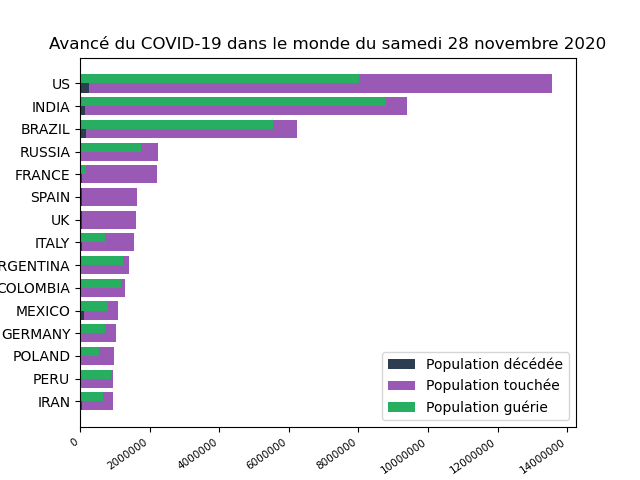 Avancé du COVID-19 dans le monde du samedi 28 novembre 2020
US
INDIA
BRAZIL
RUSSIA
FRANCE
SPAIN
UK
ITALY
RGENTINA
COLOMBIA
MEXICO
GERMANY
POLAND
PERU
IRAN
Population décédée
Population touchée
Population guérie
0 2000000 4000000 6000000 8000000 10000000 12000000 14000000